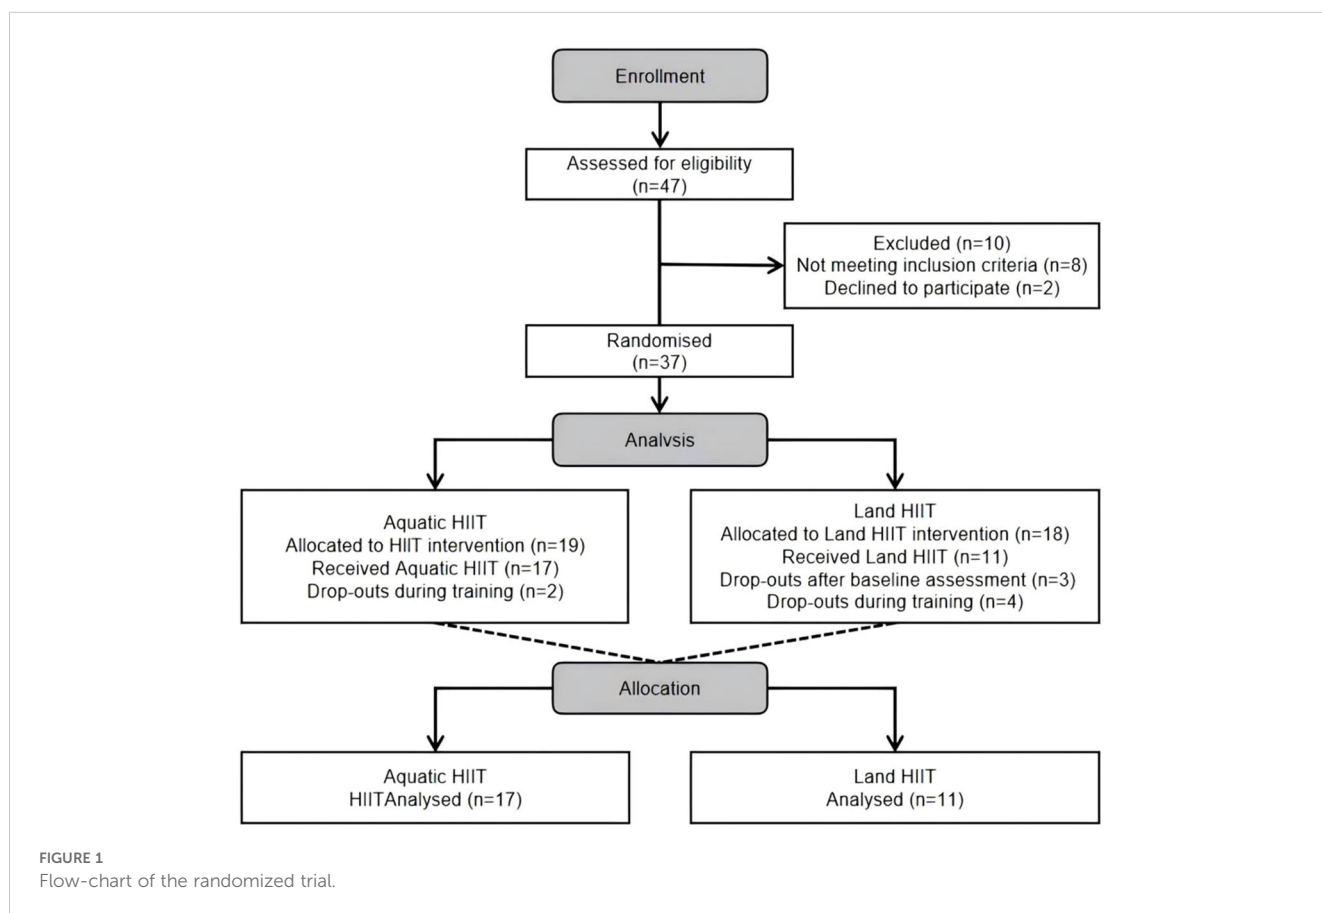 Enrollment
Assessed for eligibility
(n=47)
Excluded (n=10)
Not meeting inclusion criteria (n=8)
Declined to participate (n=2)
Randomised
(n=37)
Analvsis
Aquatic HIIT
Allocated to HIIT intervention (n=19)
Received Aquatic HIIT (n=17)
Drop-outs during training (n=2)
Land HIIT
Allocated to Land HIIT intervention (n=18)
Received Land HIIT (n=11)
Drop-outs after baseline assessment (n=3)
Drop-outs during training (n=4)
Allocation
Aquatic HIIT
HIITAnalysed (n=17)
Land HIIT
Analysed (n=11)
FIGURE 1
Flow-chart of the randomized trial.